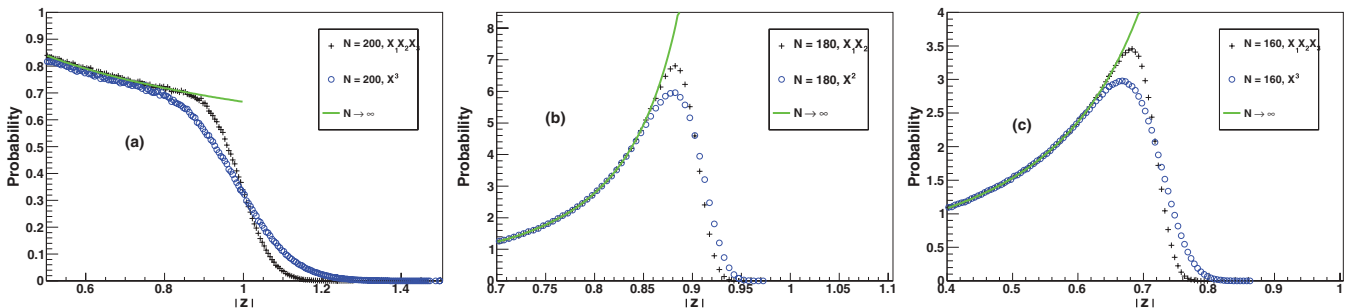 Probability
1
0.9
0.8
0.7
0.6
0.5
0.4
0.3
0.2
0.1
0
N = 200, X₁X₂X₃
N = 200, X³
N → ∞
(a)
0.6 0.8 1 1.2 1.4
|z|
Probability
8
7
6
5
4
3
2
1
0
N = 180, X₁X₂
N = 180, X²
N → ∞
(b)
0.7 0.75 0.8 0.85 0.9 0.95 1 1.05 1.1
|z|
Probability
4
3.5
3
2.5
2
1.5
1
0.5
0
N = 160, X₁X₂X₃
N = 160, X³
N → ∞
(c)
0.4 0.5 0.6 0.7 0.8 0.9 1
|z|